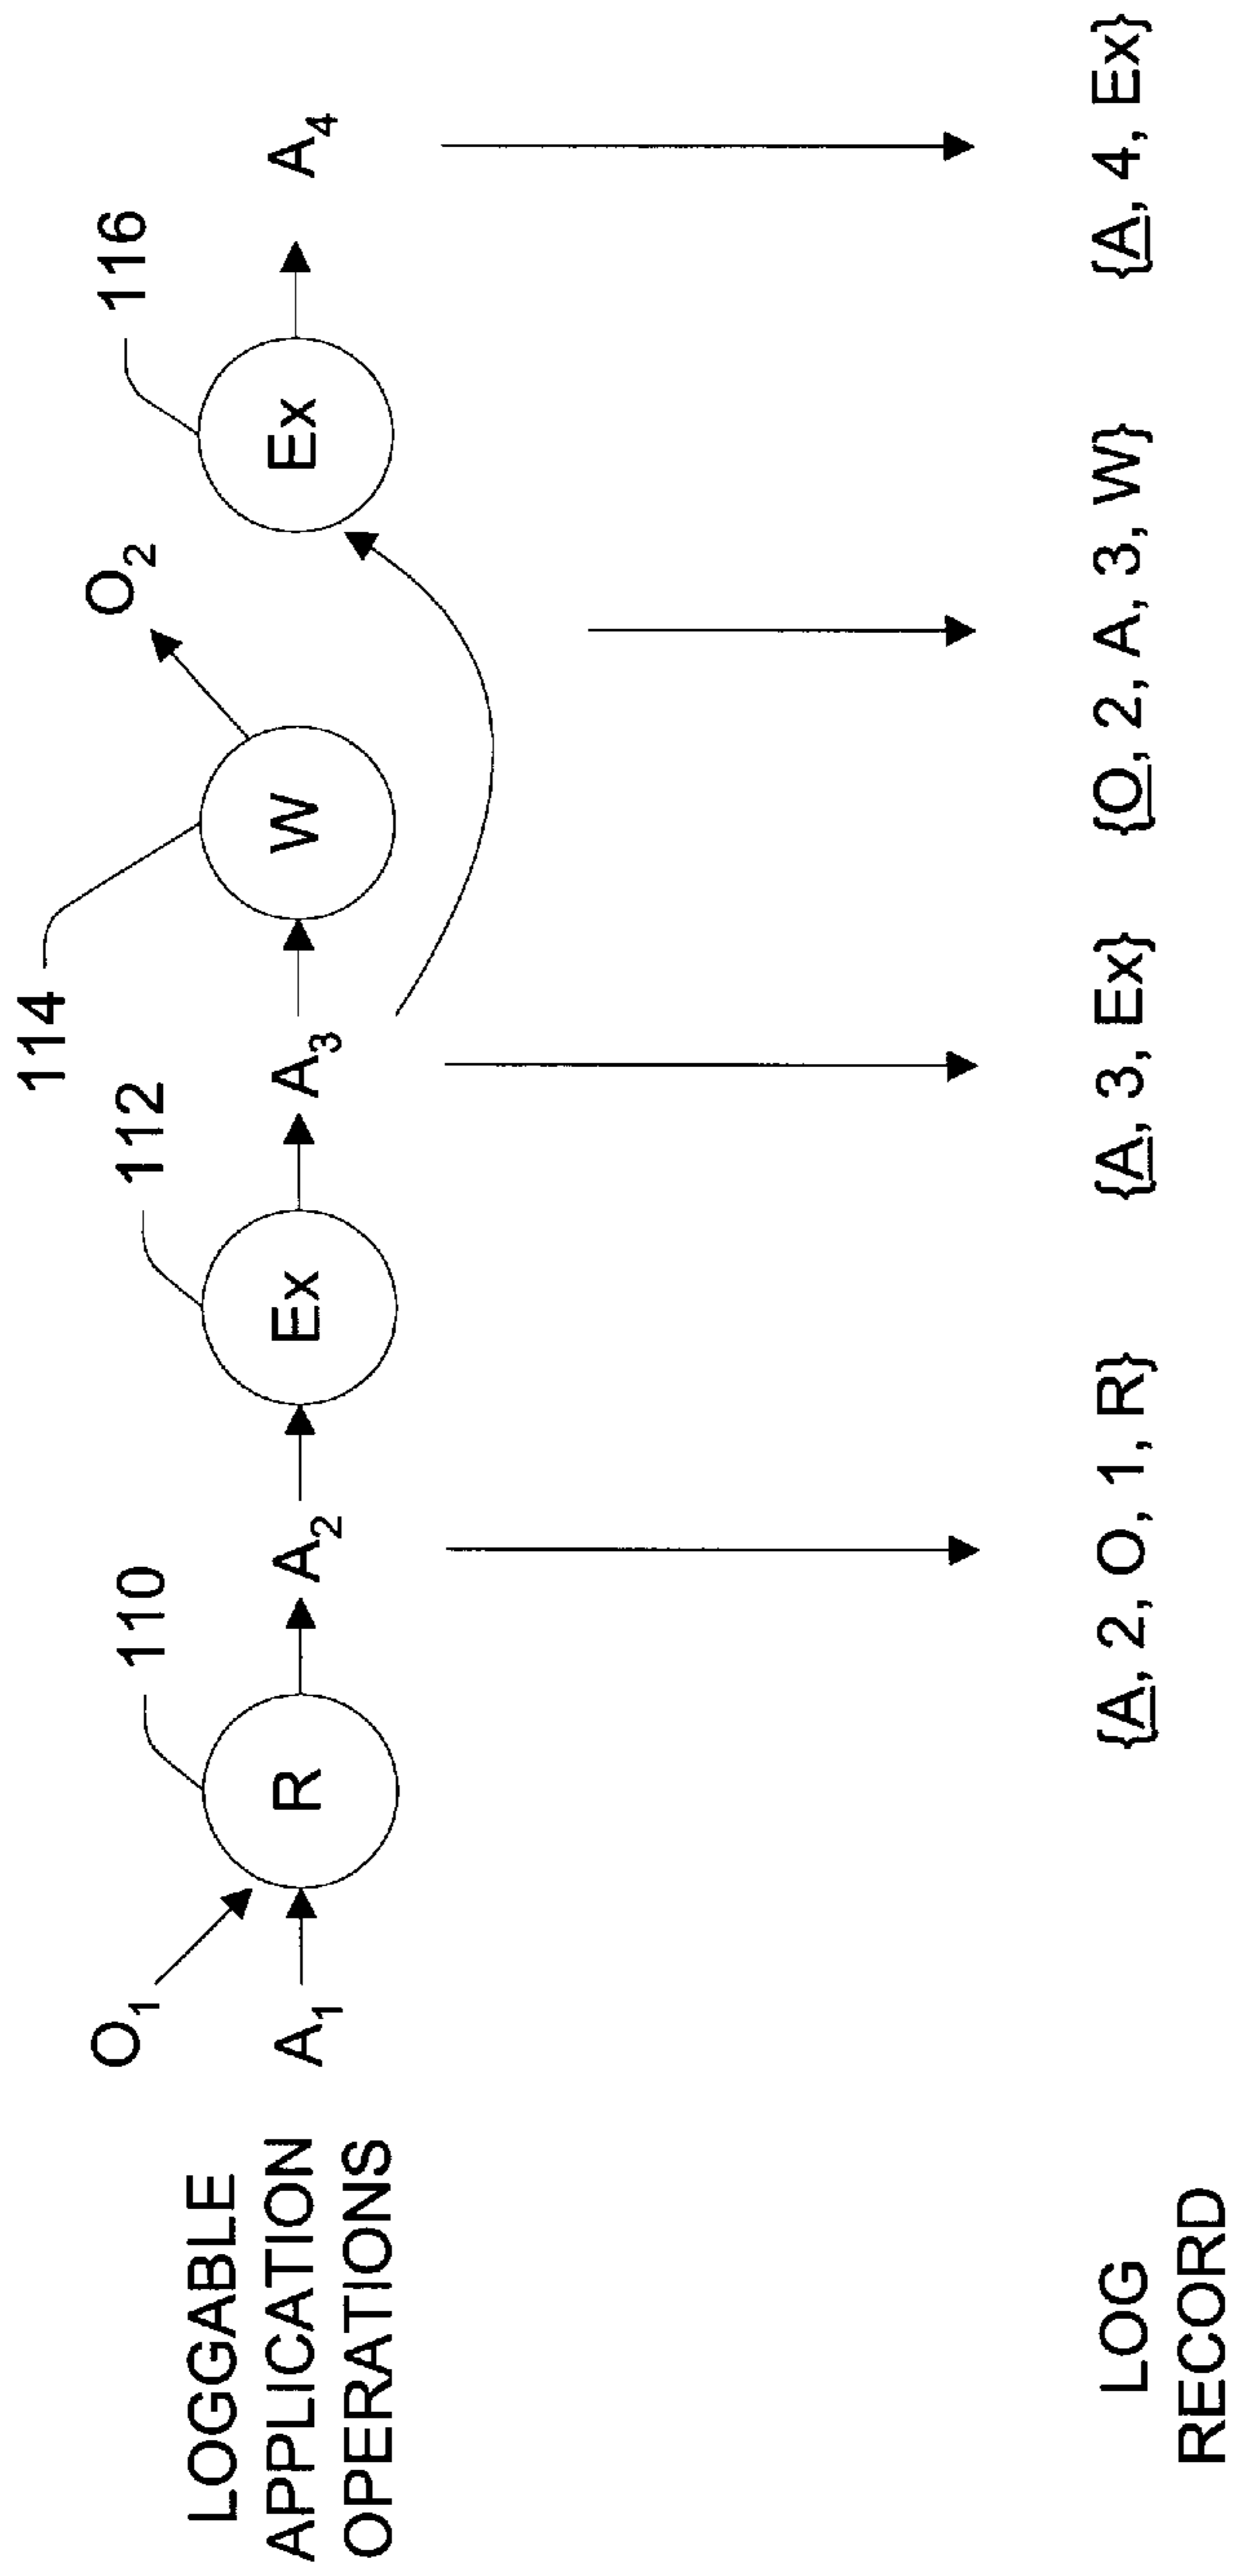 114
110
112
116
O1
O2
LOGGABLE
APPLICATION
OPERATIONS
A1
R
A2
Ex
A3
W
Ex
A4
LOG
RECORD
{A, 2, O, 1, R}
{A, 3, Ex}
{O, 2, A, 3, W}
{A, 4, Ex}